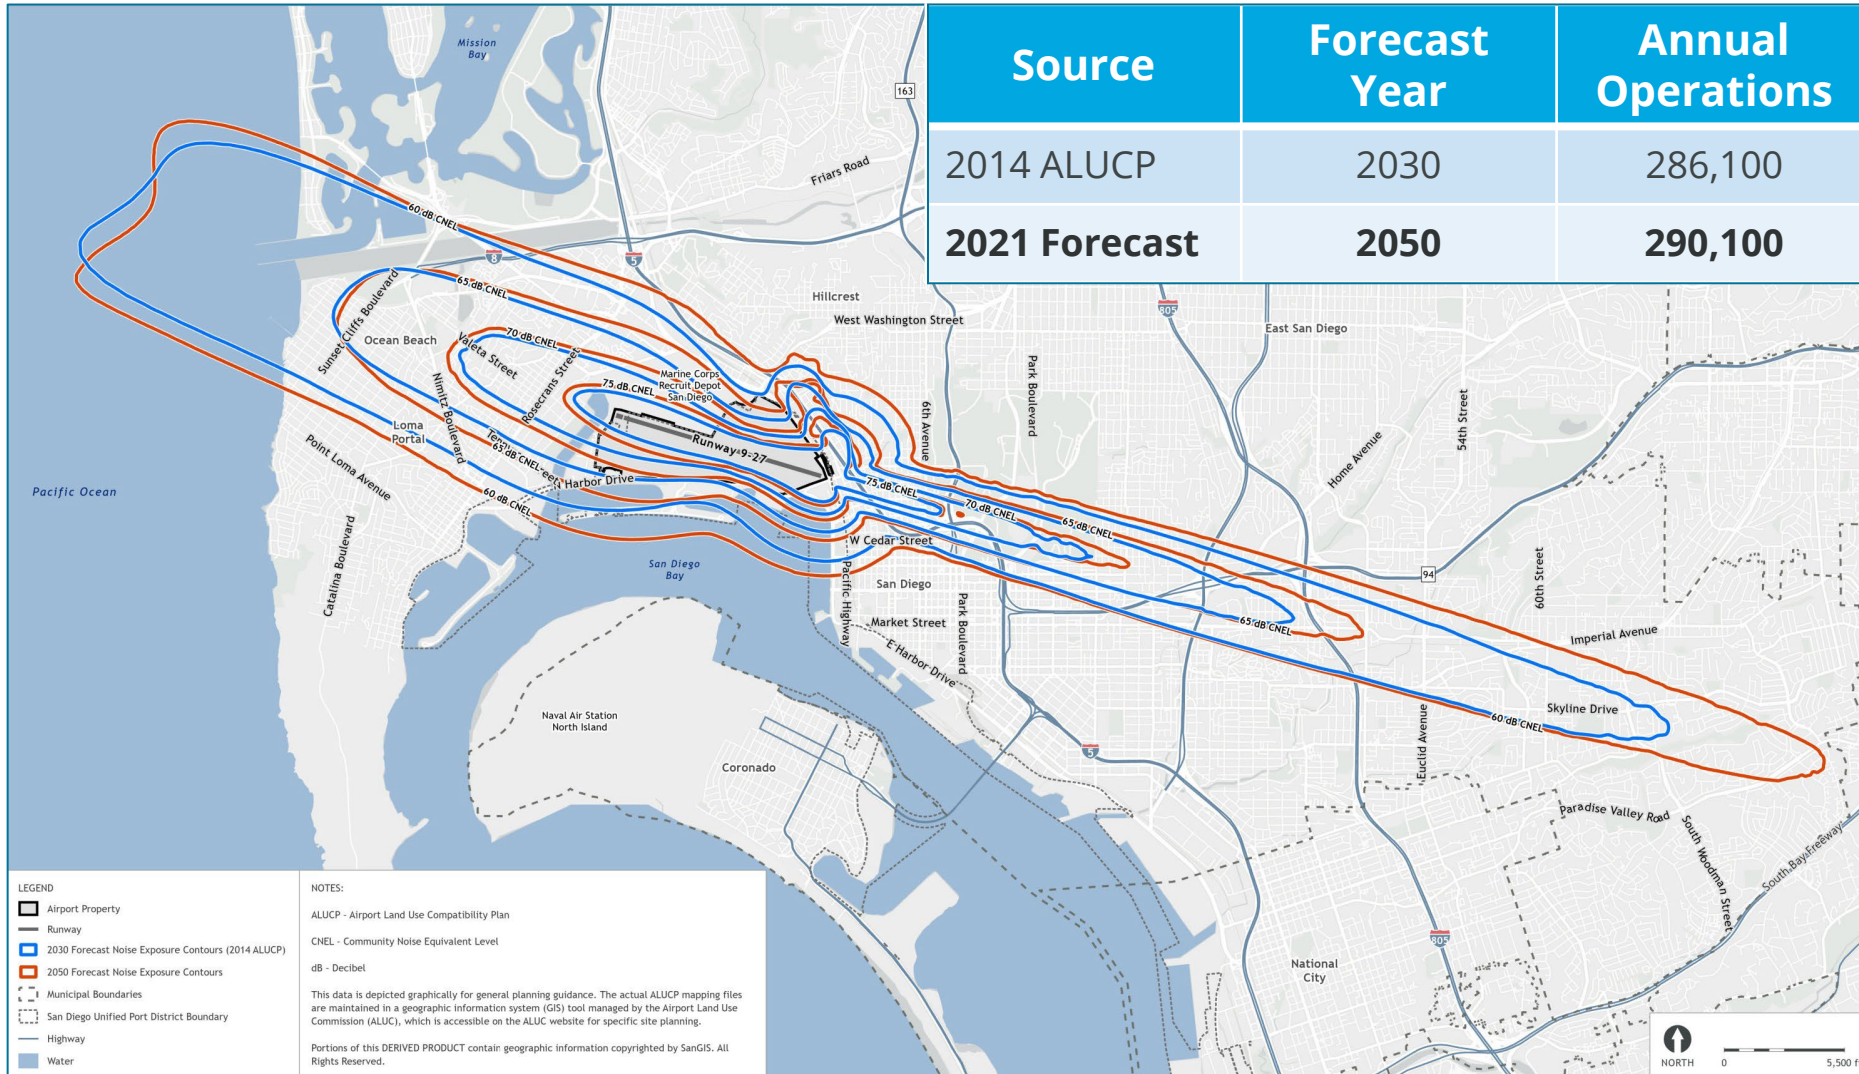 Source
Forecast
Year
Annual
Operations
2014 ALUCP
2030
286,100
2021 Forecast
2050
290,100
Mission
Bay
163
Friars Road
60 dB CNEL
8
5
65 dB CNEL
Hillcrest
West Washington Street
805
East San Diego
Sunset Cliffs Boulevard
Ocean Beach
Valeta Street
70 dB CNEL
Rosecrans Street
Marine Corps
Recruit Depot
San Diego
75 dB CNEL
Nimitz Boulevard
6th Avenue
Park Boulevard
54th Street
Home Avenue
Loma
Portal
Point Loma Avenue
65 dB CNEL
Runway 9-27
N Harbor Drive
60 dB CNEL
75 dB CNEL
70 dB CNEL
65 dB CNEL
Pacific Ocean
Catalina Boulevard
San Diego
Bay
W Cedar Street
San Diego
Pacific Highway
Park Boulevard
Market Street
E Harbor Drive
65 dB CNEL
94
60th Street
Imperial Avenue
Skyline Drive
60 dB CNEL
Euclid Avenue
Naval Air Station
North Island
Coronado
5
Paradise Valley Road
South Woodman Street
South Bay Freeway
805
National
City
LEGEND
Airport Property
Runway
2030 Forecast Noise Exposure Contours (2014 ALUCP)
2050 Forecast Noise Exposure Contours
Municipal Boundaries
San Diego Unified Port District Boundary
Highway
Water
NOTES:
ALUCP - Airport Land Use Compatibility Plan
CNEL - Community Noise Equivalent Level
dB - Decibel
This data is depicted graphically for general planning guidance. The actual ALUCP mapping files
are maintained in a geographic information system (GIS) tool managed by the Airport Land Use
Commission (ALUC), which is accessible on the ALUC website for specific site planning.
Portions of this DERIVED PRODUCT contain geographic information copyrighted by SanGIS. All
Rights Reserved.
NORTH
0
5,500 f